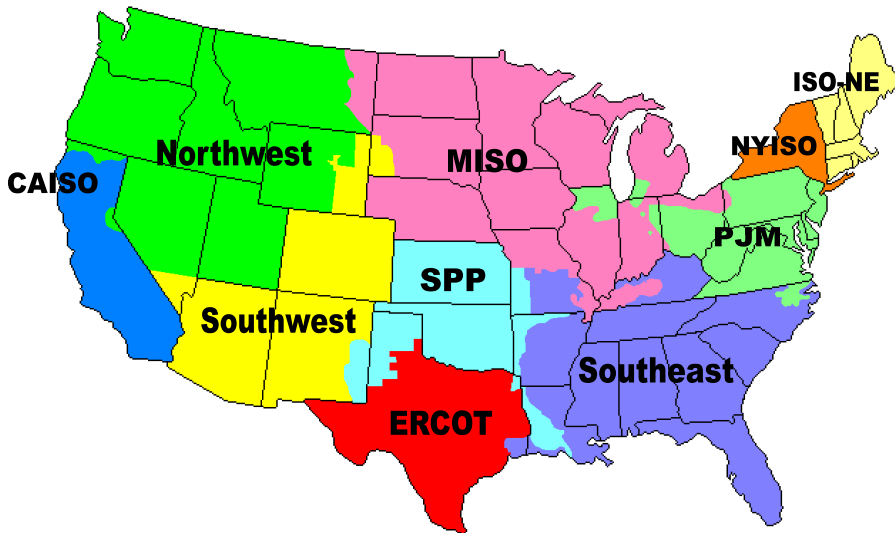 ISO-NE
NYISO
Northwest
MISO
CAISO
PJM
SPP
Southwest
Southeast
ERCOT